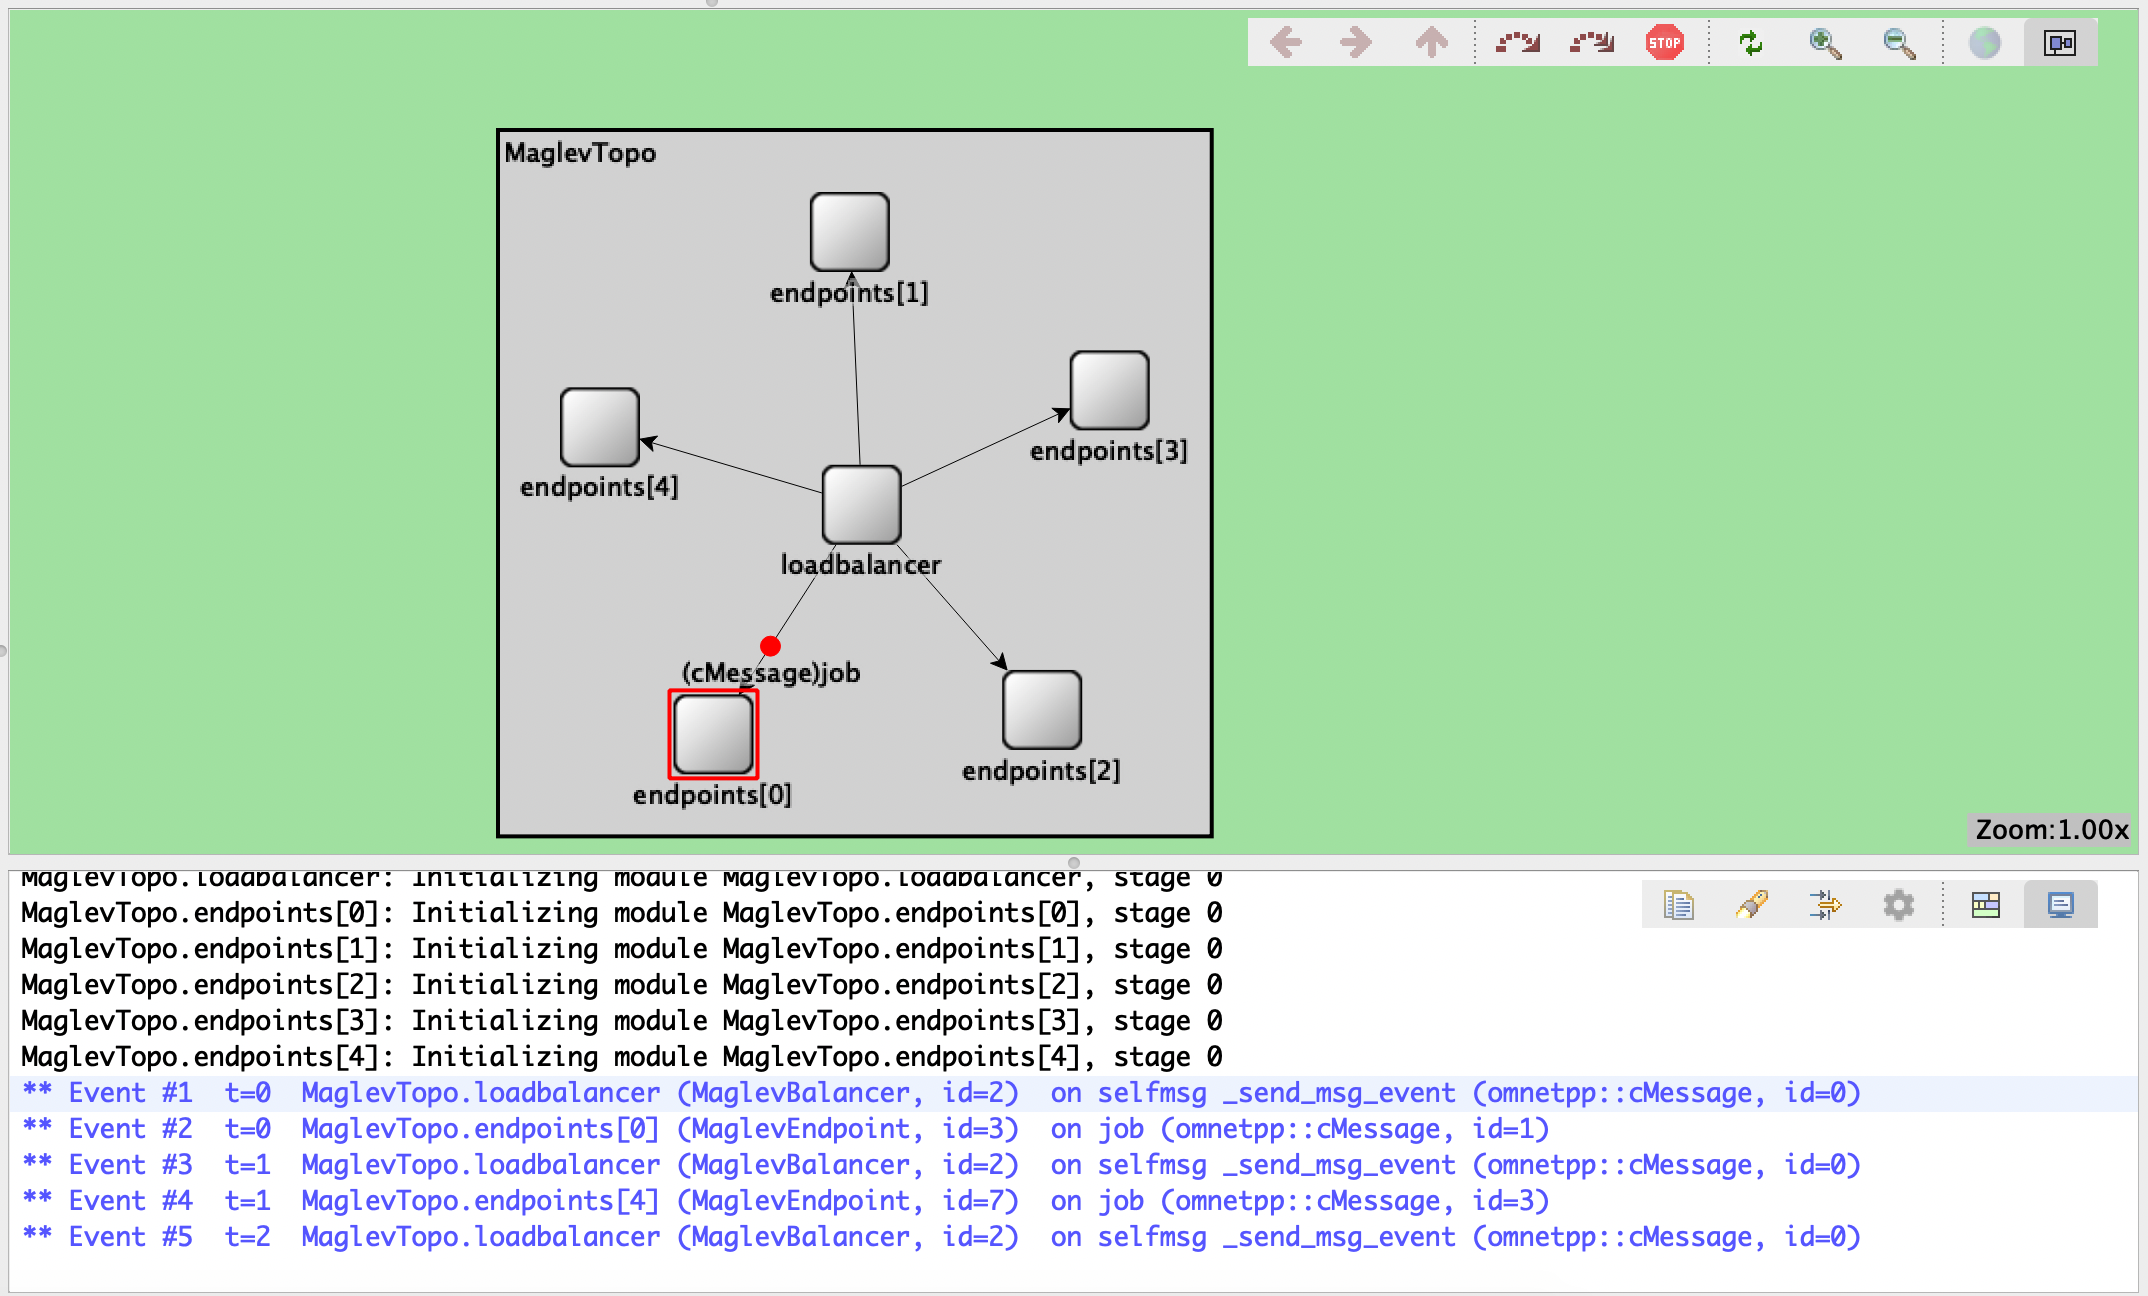 STOP
MaglevTopo
endpoints[1]
endpoints[3]
endpoints[4]
loadbalancer
(cMessage)job
endpoints[2]
endpoints[0]
Zoom:1.00x
MaglevTopo.loadbalancer: Initializing module MaglevTopo.loadbalancer, stage 0
MaglevTopo.endpoints[0]: Initializing module MaglevTopo.endpoints[0], stage 0
MaglevTopo.endpoints[1]: Initializing module MaglevTopo.endpoints[1], stage 0
MaglevTopo.endpoints[2]: Initializing module MaglevTopo.endpoints[2], stage 0
MaglevTopo.endpoints[3]: Initializing module MaglevTopo.endpoints[3], stage 0
MaglevTopo.endpoints[4]: Initializing module MaglevTopo.endpoints[4], stage 0
** Event #1  t=0  MaglevTopo.loadbalancer (MaglevBalancer, id=2)  on selfmsg _send_msg_event (omnetpp::cMessage, id=0)
** Event #2  t=0  MaglevTopo.endpoints[0] (MaglevEndpoint, id=3)  on job (omnetpp::cMessage, id=1)
** Event #3  t=1  MaglevTopo.loadbalancer (MaglevBalancer, id=2)  on selfmsg _send_msg_event (omnetpp::cMessage, id=0)
** Event #4  t=1  MaglevTopo.endpoints[4] (MaglevEndpoint, id=7)  on job (omnetpp::cMessage, id=3)
** Event #5  t=2  MaglevTopo.loadbalancer (MaglevBalancer, id=2)  on selfmsg _send_msg_event (omnetpp::cMessage, id=0)